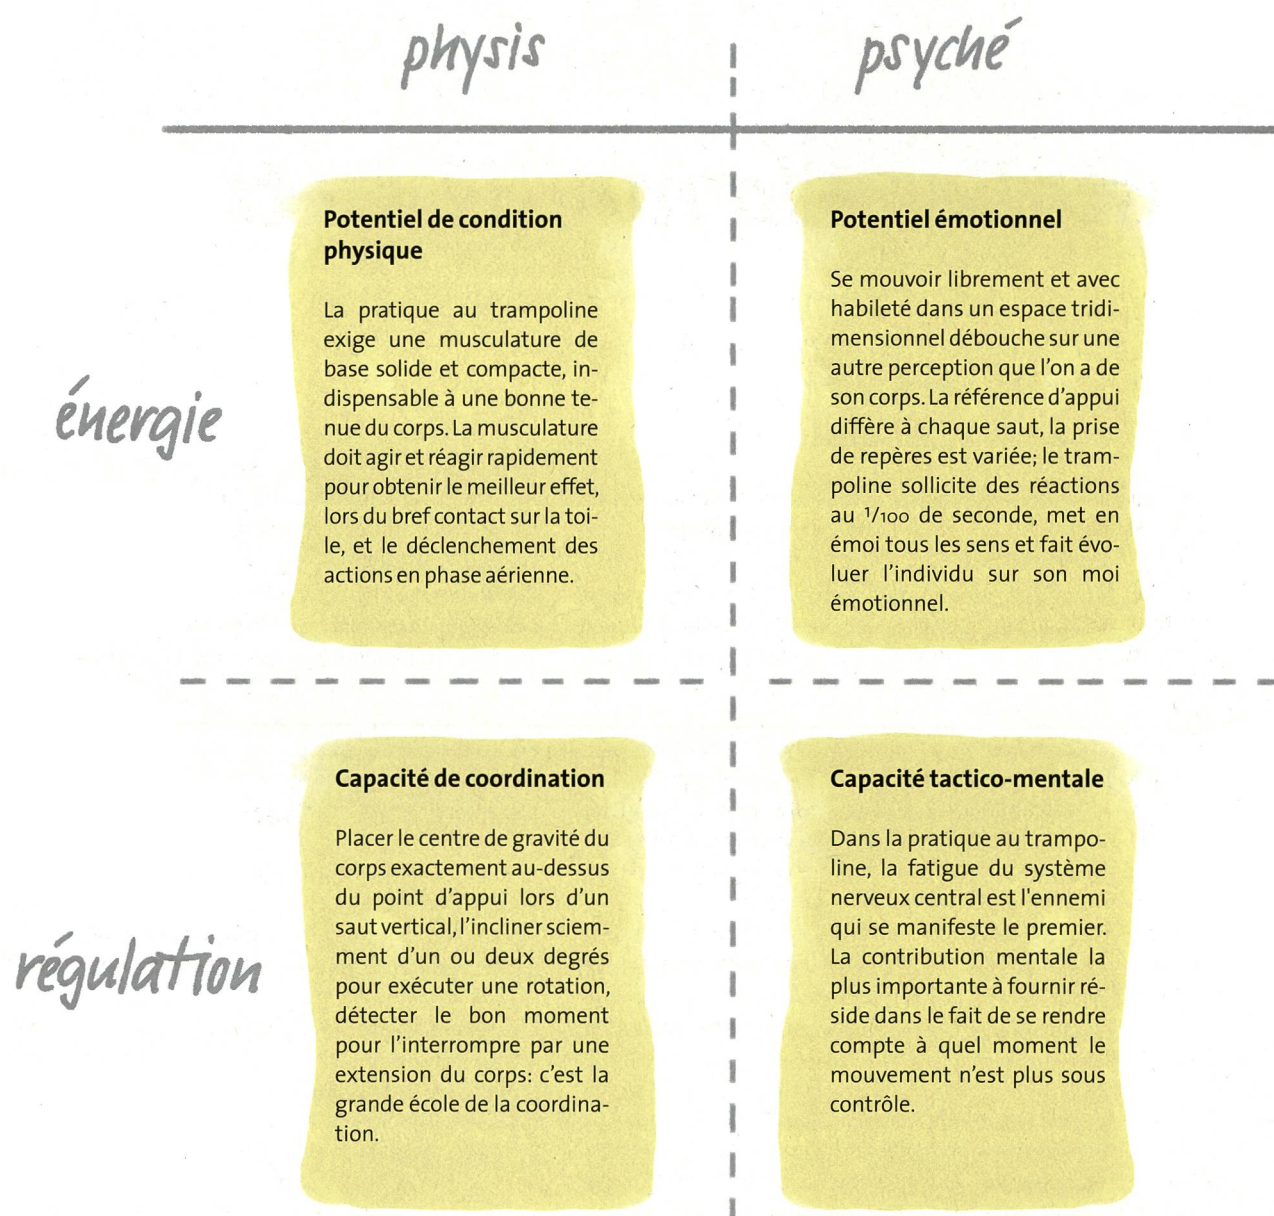 physis
psyché
énergie
Potentiel de condition
physique
La pratique au trampoline
exige une musculature de
base solide et compacte, in-
dispensable à une bonne te-
nue du corps. La musculature
doit agir et réagir rapidement
pour obtenir le meilleur effet,
lors du bref contact sur la toi-
le, et le déclenchement des
actions en phase aérienne.
Potentiel émotionnel
Se mouvoir librement et avec
habileté dans un espace tridi-
mensionnel débouche sur une
autre perception que l'on a de
son corps. La référence d'appui
diffère à chaque saut, la prise
de repères est variée; le tram-
poline sollicite des réactions
au 1/100 de seconde, met en
émoi tous les sens et fait évo-
luer l'individu sur son moi
émotionnel.
régulation
Capacité de coordination
Placer le centre de gravité du
corps exactement au-dessus
du point d'appui lors d'un
saut vertical, l'incliner sciem-
ment d'un ou deux degrés
pour exécuter une rotation,
détecter le bon moment
pour l'interrompre par une
extension du corps: c'est la
grande école de la coordina-
tion.
Capacité tactico-mentale
Dans la pratique au trampo-
line, la fatigue du système
nerveux central est l'ennemi
qui se manifeste le premier.
La contribution mentale la
plus importante à fournir ré-
side dans le fait de se rendre
compte à quel moment le
mouvement n'est plus sous
contrôle.